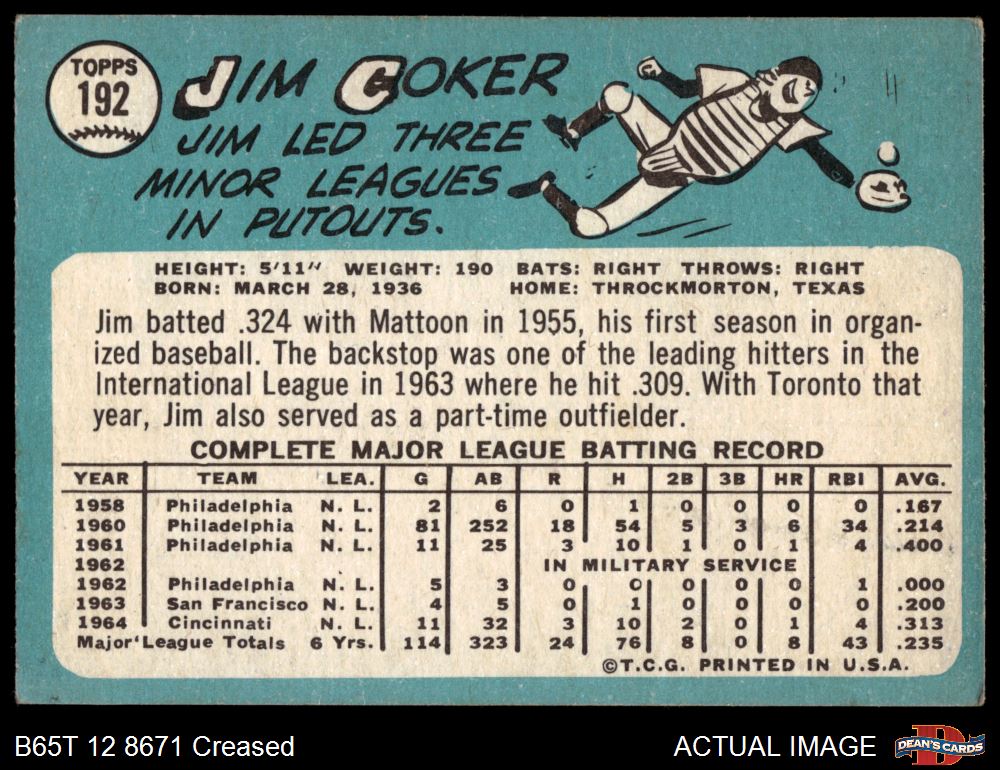 TOPPS
192
JIM COKER
JIM LED THREE
MINOR LEAGUES
IN PUTOUTS.
HEIGHT: 5'11" WEIGHT: 190 BATS: RIGHT THROWS: RIGHT
BORN: MARCH 28, 1936 HOME: THROCKMORTON, TEXAS
Jim batted .324 with Mattoon in 1955, his first season in organ-
ized baseball. The backstop was one of the leading hitters in the
International League in 1963 where he hit .309. With Toronto that
year, Jim also served as a part-time outfielder.
COMPLETE MAJOR LEAGUE BATTING RECORD
YEAR TEAM LEA. G AB R H 2B 3B HR RBI AVG.
1958 Philadelphia N. L. 2 6 0 1 0 0 0 0 .167
1960 Philadelphia N. L. 81 252 18 54 5 3 6 34 .214
1961 Philadelphia N. L. 11 25 3 10 1 0 1 4 .400
1962 IN MILITARY SERVICE
1962 Philadelphia N. L. 5 3 0 0 0 0 0 1 .000
1963 San Francisco N. L. 4 5 0 1 0 0 0 0 .200
1964 Cincinnati N. L. 11 32 3 10 2 0 1 4 .313
Major League Totals 6 Yrs. 114 323 24 76 8 0 8 43 .235
©T.C.G. PRINTED IN U.S.A.
B65T 12 8671 Creased ACTUAL IMAGE DEAN'S CARDS